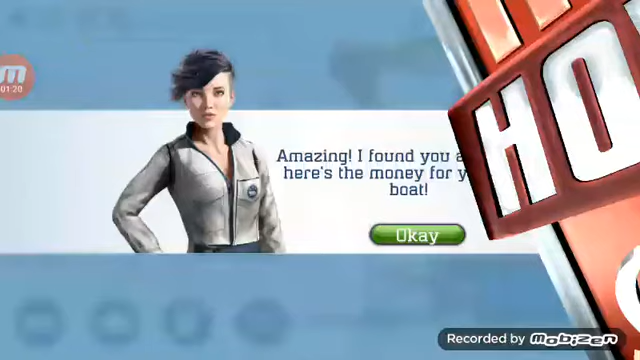 01:20
Amazing! I found you a
here's the money for y
boat!
Okay
HO
Recorded by Mobizen